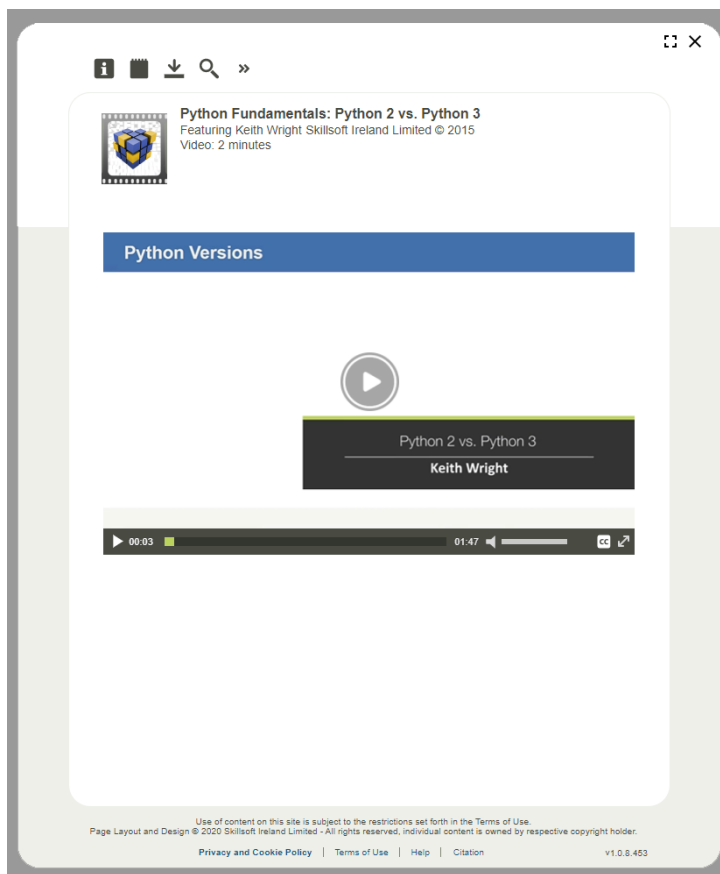 Python Fundamentals: Python 2 vs. Python 3
Featuring Keith Wright Skillsoft Ireland Limited © 2015
Video: 2 minutes
Python Versions
Python 2 vs. Python 3
Keith Wright
00:03
01:47
CC
Use of content on this site is subject to the restrictions set forth in the Terms of Use.
Page Layout and Design © 2020 Skillsoft Ireland Limited - All rights reserved, individual content is owned by respective copyright holder.
Privacy and Cookie Policy | Terms of Use | Help | Citation
v1.0.8.453